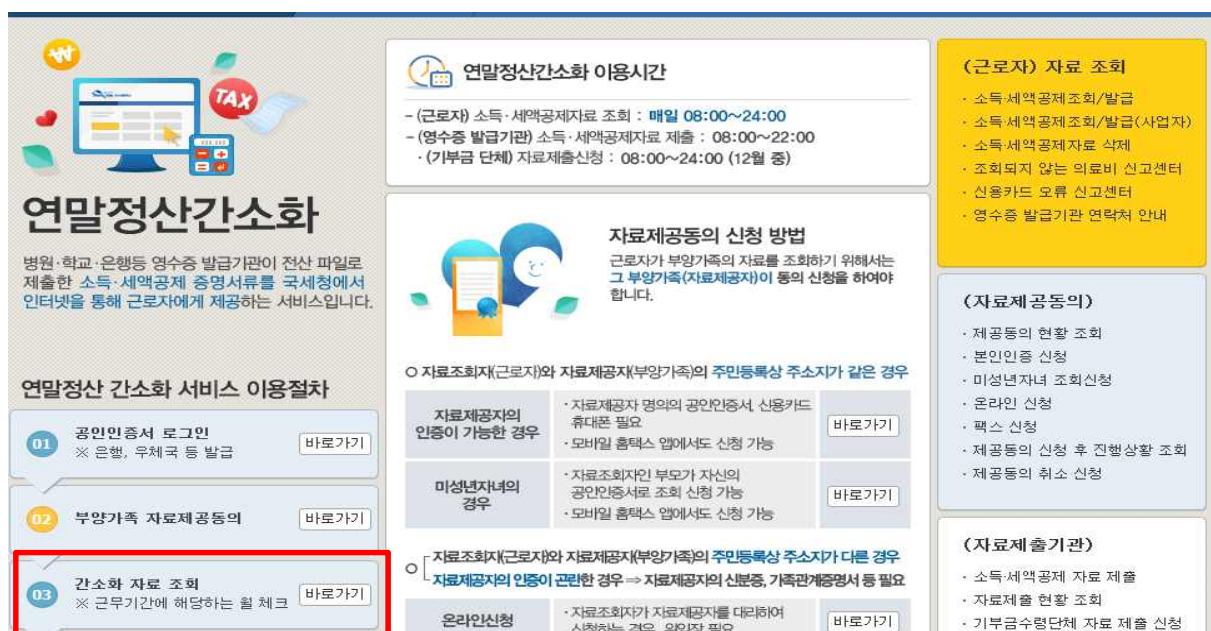 TAX
연말정산간소화
병원·학교·은행등 영수증 발급기관이 전산 파일로
제출한 소득·세액공제 증명서류를 국세청에서
인터넷을 통해 근로자에게 제공하는 서비스입니다.
연말정산 간소화 서비스 이용절차
01 공인인증서 로그인
※ 은행, 우체국 등 발급
바로가기
02 부양가족 자료제공동의
바로가기
03 간소화 자료 조회
※ 근무기간에 해당하는 월 체크
바로가기
연말정산간소화 이용시간
- (근로자) 소득·세액공제자료 조회 : 매일 08:00~24:00
- (영수증 발급기관) 소득·세액공제자료 제출 : 08:00~22:00
· (기부금 단체) 자료제출신청 : 08:00~24:00 (12월 중)
자료제공동의 신청 방법
근로자가 부양가족의 자료를 조회하기 위해서는
그 부양가족(자료제공자)이 동의 신청을 하여야
합니다.
○ 자료조회자(근로자)와 자료제공자(부양가족)의 주민등록상 주소지가 같은 경우
자료제공자의
인증이 가능한 경우
· 자료제공자 명의의 공인인증서, 신용카드
휴대폰 필요
· 모바일 홈택스 앱에서도 신청 가능
바로가기
미성년자녀의
경우
· 자료조회자인 부모가 자신의
공인인증서로 조회 신청 가능
· 모바일 홈택스 앱에서도 신청 가능
바로가기
○ 자료조회자(근로자)와 자료제공자(부양가족)의 주민등록상 주소지가 다른 경우
자료제공자의 인증이 곤란한 경우 ⇒ 자료제공자의 신분증, 가족관계증명서 등 필요
온라인신청
· 자료조회자가 자료제공자를 대리하여
신청하는 경우, 위임장 필요
바로가기
(근로자) 자료 조회
· 소득·세액공제조회/발급
· 소득·세액공제조회/발급(사업자)
· 소득·세액공제자료 삭제
· 조회되지 않는 의료비 신고센터
· 신용카드 오류 신고센터
· 영수증 발급기관 연락처 안내
(자료제공동의)
· 제공동의 현황 조회
· 본인인증 신청
· 미성년자녀 조회신청
· 온라인 신청
· 팩스 신청
· 제공동의 신청 후 진행상황 조회
· 제공동의 취소 신청
(자료제출기관)
· 소득·세액공제 자료 제출
· 자료제출 현황 조회
· 기부금수령단체 자료 제출 신청